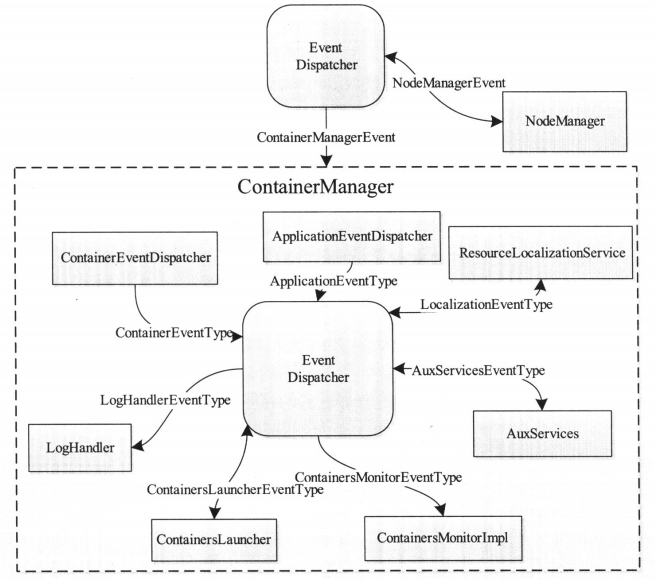 Event
Dispatcher
NodeManagerEvent
NodeManager
ContainerManagerEvent
ContainerManager
ApplicationEventDispatcher
ContainerEventDispatcher
ResourceLocalizationService
ApplicationEventType
LocalizationEventType
ContainerEventType
Event
Dispatcher
AuxServicesEventType
LogHandlerEventType
AuxServices
LogHandler
ContainersMonitorEventType
ContainersLauncherEventType
ContainersLauncher
ContainersMonitorImpl